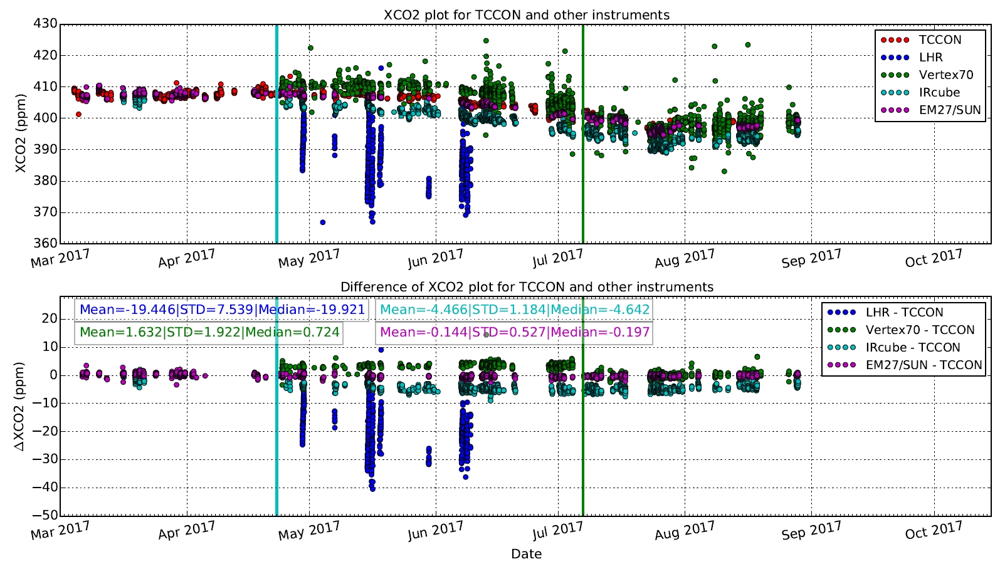 XCO2 plot for TCCON and other instruments
430
420
410
400
390
380
370
360
XCO2 (ppm)
TCCON
LHR
Vertex70
IRcube
EM27/SUN
Mar 2017
Apr 2017
May 2017
Jun 2017
Jul 2017
Aug 2017
Sep 2017
Oct 2017
Difference of XCO2 plot for TCCON and other instruments
20
10
0
−10
−20
−30
−40
−50
ΔXCO2 (ppm)
Mean=-19.446|STD=7.539|Median=-19.921
Mean=-4.466|STD=1.184|Median=-4.642
Mean=1.632|STD=1.922|Median=0.724
Mean=-0.144|STD=0.527|Median=-0.197
LHR - TCCON
Vertex70 - TCCON
IRcube - TCCON
EM27/SUN - TCCON
Mar 2017
Apr 2017
May 2017
Jun 2017
Jul 2017
Aug 2017
Sep 2017
Oct 2017
Date